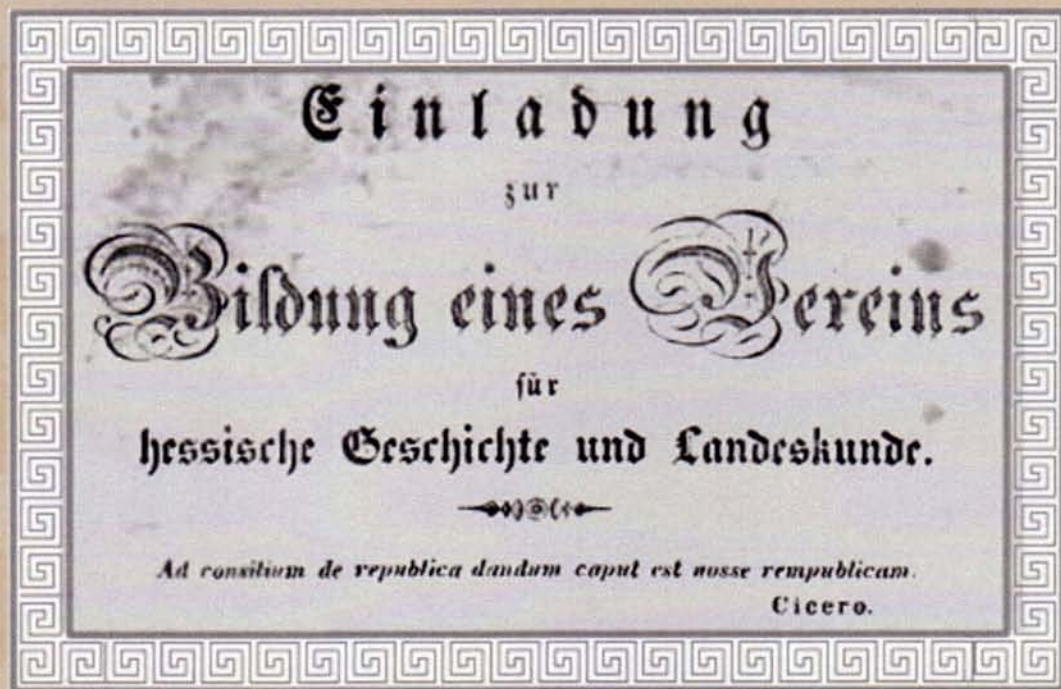 Einladung
zur
Bildung eines Vereins
für
hessische Geschichte und Landeskunde.
Ad consilium de republica dandum caput est nosse rempublicam.
Cicero.